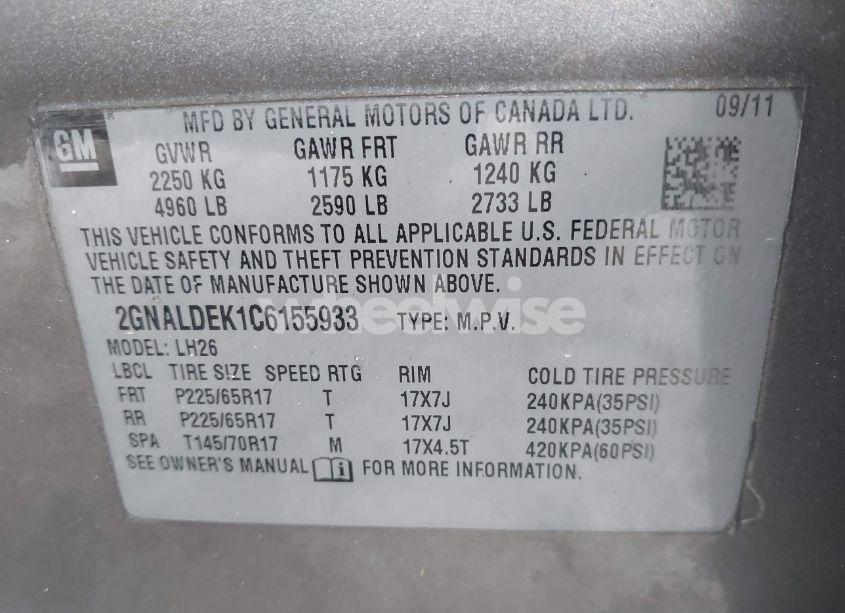 MFD BY GENERAL MOTORS OF CANADA LTD. 09/11
GM
GVWR GAWR FRT GAWR RR
2250 KG 1175 KG 1240 KG
4960 LB 2590 LB 2733 LB
THIS VEHICLE CONFORMS TO ALL APPLICABLE U.S. FEDERAL MOTOR
VEHICLE SAFETY AND THEFT PREVENTION STANDARDS IN EFFECT ON
THE DATE OF MANUFACTURE SHOWN ABOVE.
wheelwise
2GNALDEK1C6155933 TYPE: M.P.V.
MODEL: LH26
LBCL TIRE SIZE SPEED RTG RIM COLD TIRE PRESSURE
FRT P225/65R17 T 17X7J 240KPA(35PSI)
RR P225/65R17 T 17X7J 240KPA(35PSI)
SPA T145/70R17 M 17X4.5T 420KPA(60PSI)
SEE OWNER'S MANUAL i FOR MORE INFORMATION.